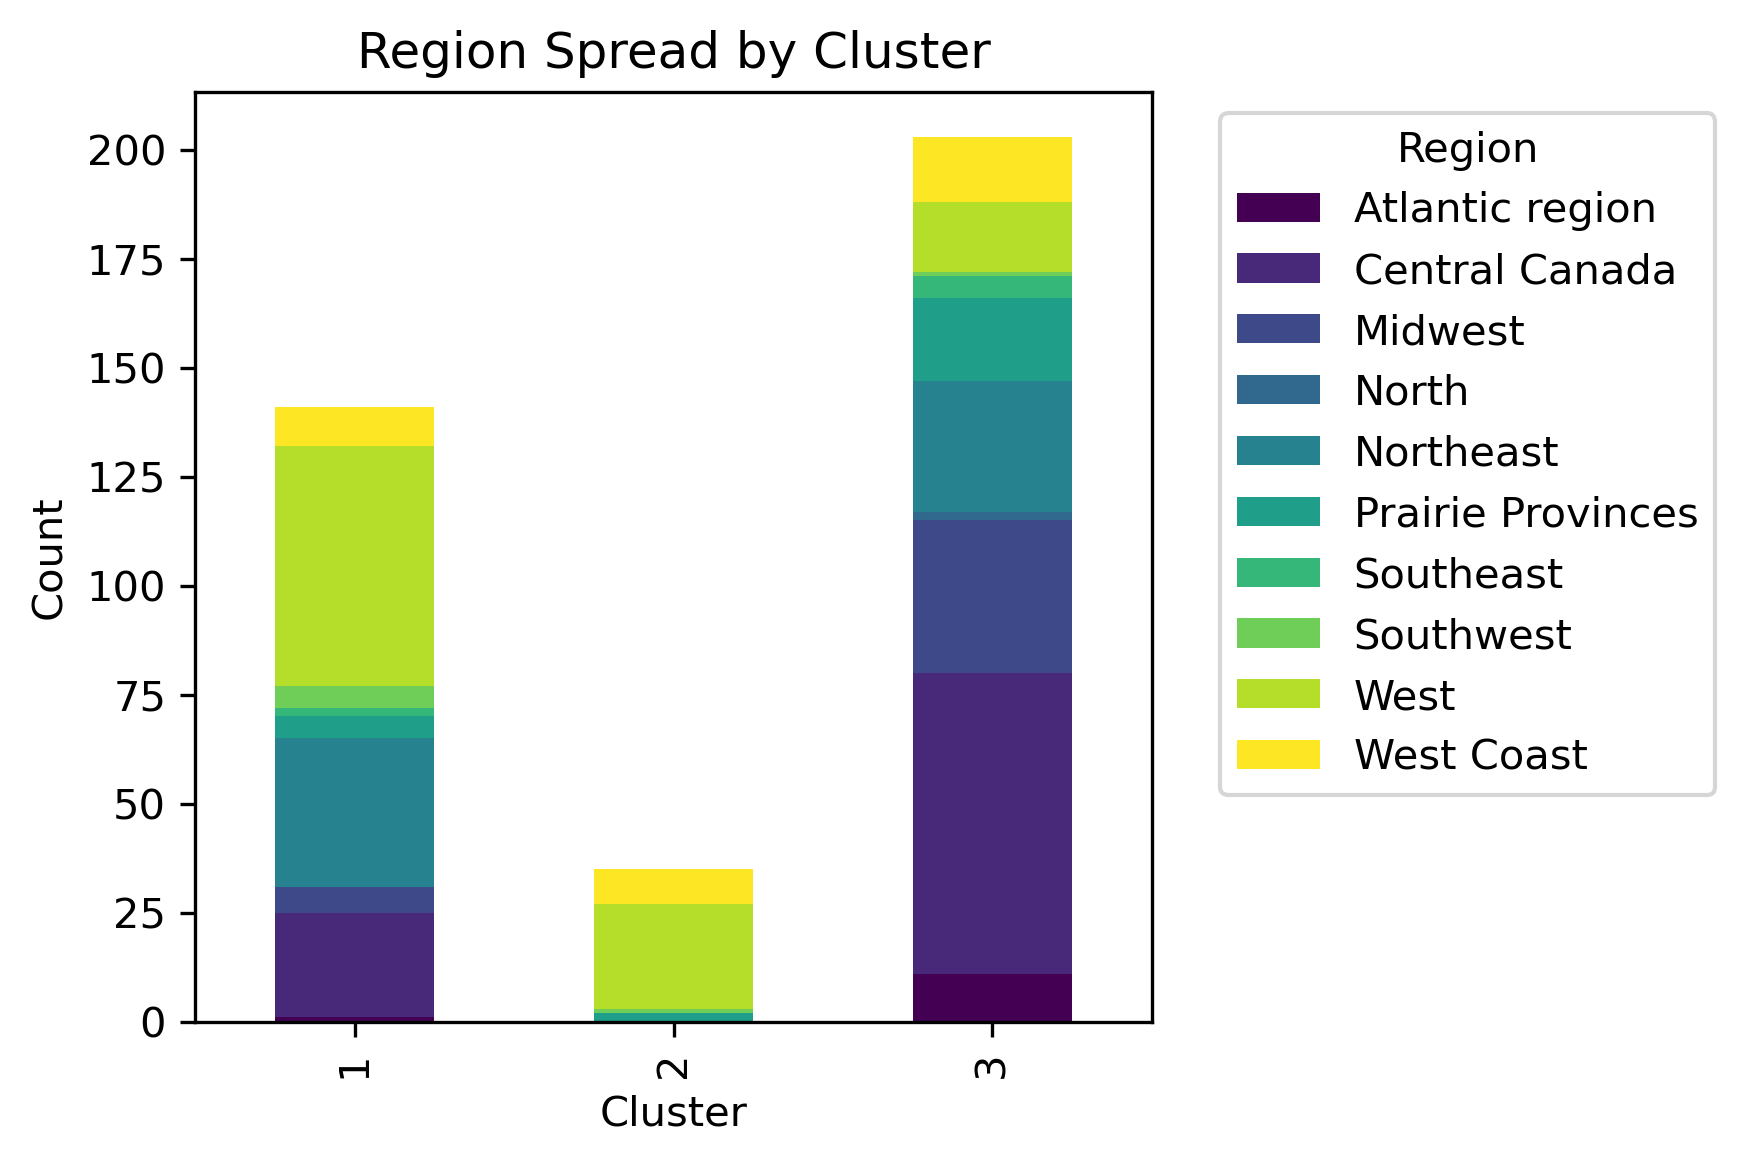 Region Spread by Cluster
200
175
150
125
100
75
50
25
0
Count
1
2
3
Cluster
Region
Atlantic region
Central Canada
Midwest
North
Northeast
Prairie Provinces
Southeast
Southwest
West
West Coast